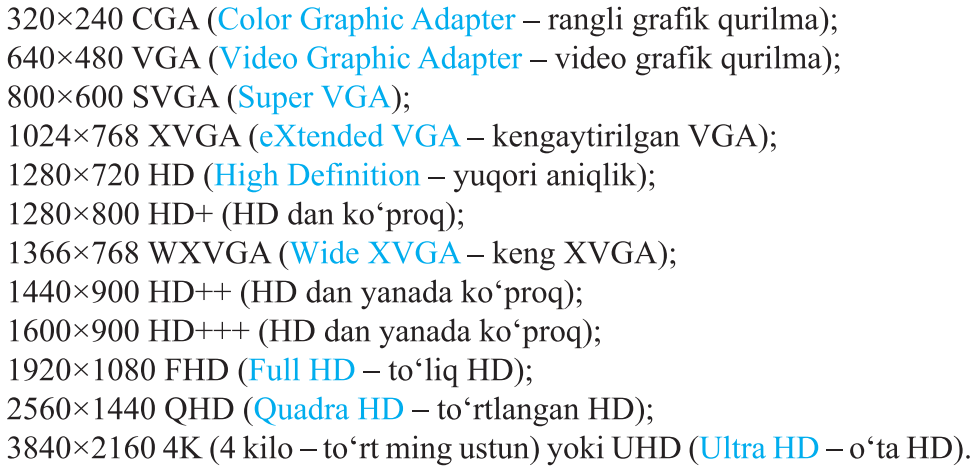 320×240 CGA (Color Graphic Adapter – rangli grafik qurilma);
640×480 VGA (Video Graphic Adapter – video grafik qurilma);
800×600 SVGA (Super VGA);
1024×768 XVGA (eXtended VGA – kengaytirilgan VGA);
1280×720 HD (High Definition – yuqori aniqlik);
1280×800 HD+ (HD dan ko‘proq);
1366×768 WXVGA (Wide XVGA – keng XVGA);
1440×900 HD++ (HD dan yanada ko‘proq);
1600×900 HD+++ (HD dan yanada ko‘proq);
1920×1080 FHD (Full HD – to‘liq HD);
2560×1440 QHD (Quadra HD – to‘rtlangan HD);
3840×2160 4K (4 kilo – to‘rt ming ustun) yoki UHD (Ultra HD – o‘ta HD).